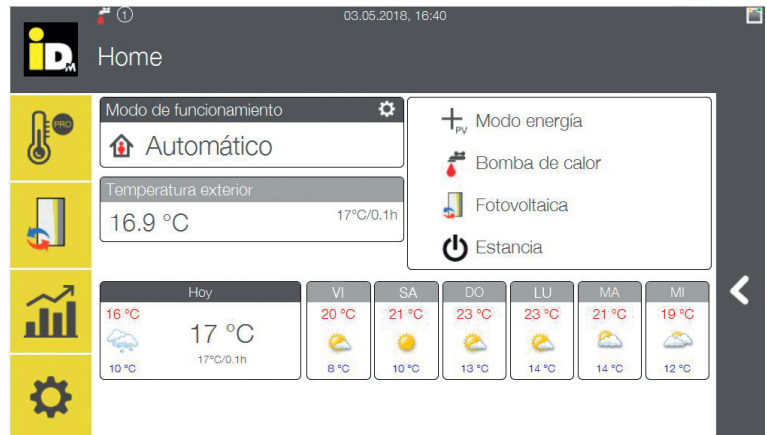 1
03.05.2018, 16:40
iDM
Home
PRO
Modo de funcionamiento
Automático
Temperatura exterior
16.9 °C
17°C/0.1h
PV
Modo energía
Bomba de calor
Fotovoltaica
Estancia
Hoy
16 °C
17 °C
17°C/0.1h
10 °C
VI
20 °C
8 °C
SA
21 °C
10 °C
DO
23 °C
13 °C
LU
23 °C
14 °C
MA
21 °C
14 °C
MI
19 °C
12 °C